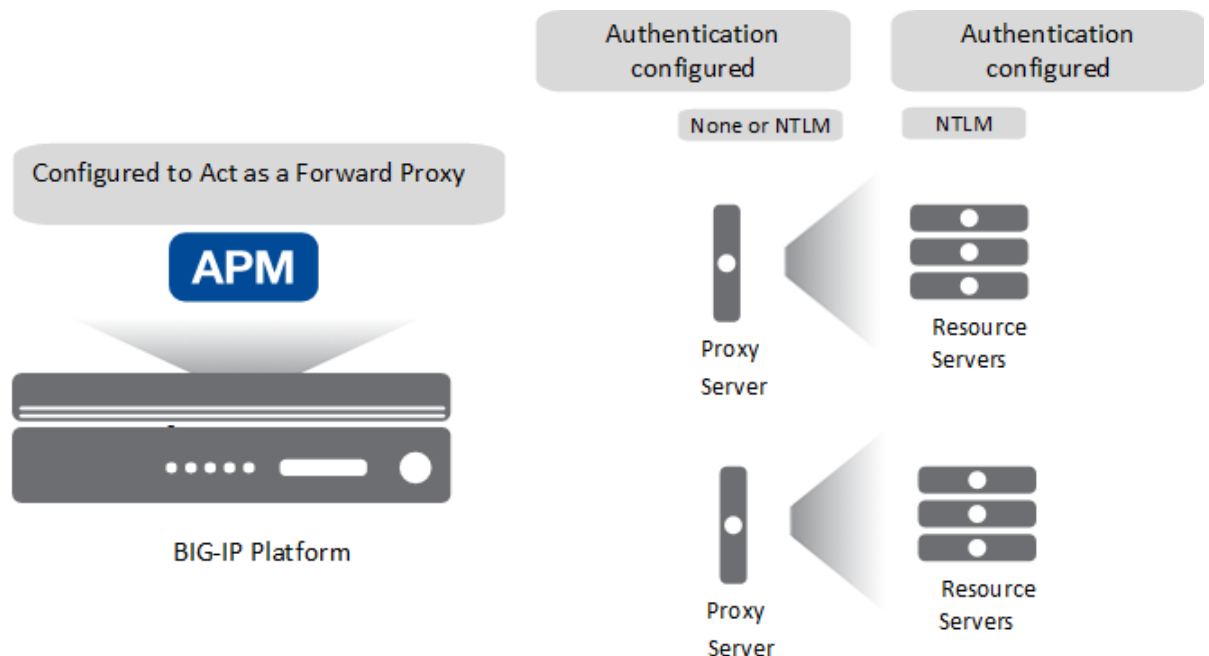 Configured to Act as a Forward Proxy
APM
BIG-IP Platform
Authentication
configured
None or NTLM
Proxy
Server
Proxy
Server
Authentication
configured
NTLM
Resource
Servers
Resource
Servers